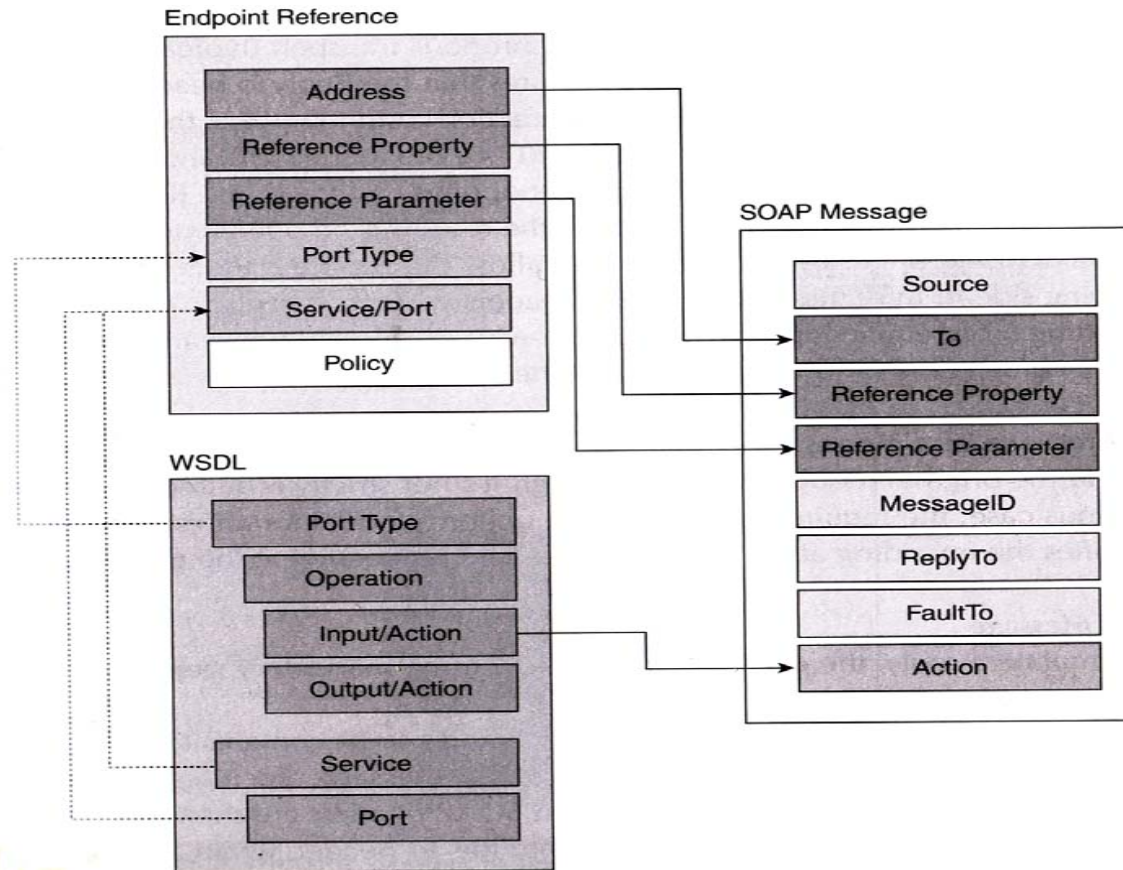 Endpoint Reference
Address
Reference Property
Reference Parameter
Port Type
Service/Port
Policy
WSDL
Port Type
Operation
Input/Action
Output/Action
Service
Port
SOAP Message
Source
To
Reference Property
Reference Parameter
MessageID
ReplyTo
FaultTo
Action